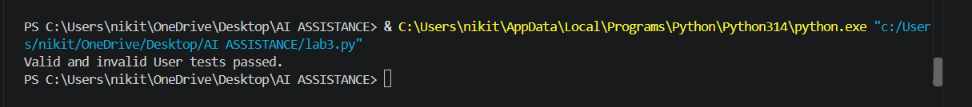 PS C:\Users\nikit\OneDrive\Desktop\AI ASSISTANCE> & C:\Users\nikit\AppData\Local\Programs\Python\Python314\python.exe "c:/User
s/nikit/OneDrive/Desktop/AI ASSISTANCE/lab3.py"
Valid and invalid User tests passed.
PS C:\Users\nikit\OneDrive\Desktop\AI ASSISTANCE>